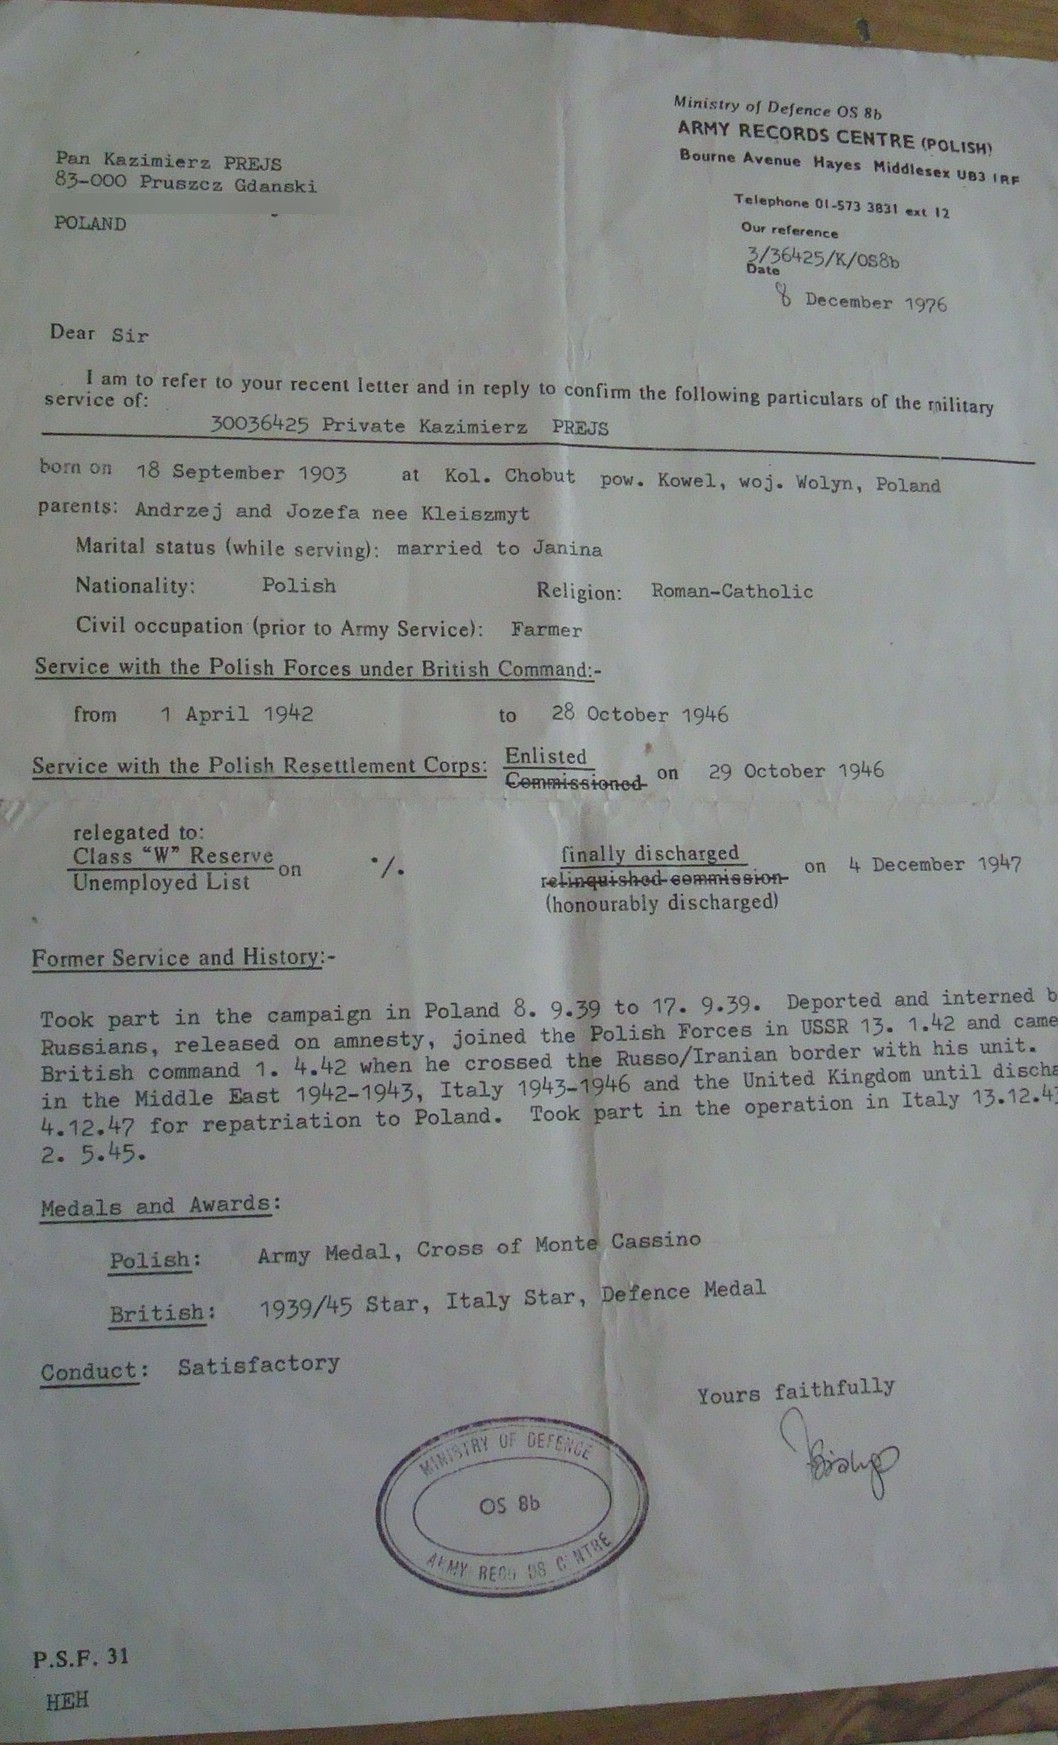 Ministry of Defence OS 8b
ARMY RECORDS CENTRE (POLISH)
Bourne Avenue Hayes Middlesex UB3 1RF
Telephone 01-573 3831 ext 12
Our reference
3/36425/K/OS8b
Date
8 December 1976
Pan Kazimierz PREJS
83-000 Pruszcz Gdanski
POLAND
Dear Sir
I am to refer to your recent letter and in reply to confirm the following particulars of the military
service of:
30036425 Private Kazimierz PREJS
born on 18 September 1903 at Kol. Chobut pow. Kowel, woj. Wolyn, Poland
parents: Andrzej and Jozefa nee Kleiszmyt
Marital status (while serving): married to Janina
Nationality: Polish Religion: Roman-Catholic
Civil occupation (prior to Army Service): Farmer
Service with the Polish Forces under British Command:-
from 1 April 1942 to 28 October 1946
Service with the Polish Resettlement Corps: Enlisted
Commissioned on 29 October 1946
relegated to:
Class “W” Reserve
Unemployed List on ./.
finally discharged
relinquished commission on 4 December 1947
(honourably discharged)
Former Service and History:-
Took part in the campaign in Poland 8. 9.39 to 17. 9.39. Deported and interned b
Russians, released on amnesty, joined the Polish Forces in USSR 13. 1.42 and came
British command 1. 4.42 when he crossed the Russo/Iranian border with his unit.
in the Middle East 1942-1943, Italy 1943-1946 and the United Kingdom until discha
4.12.47 for repatriation to Poland. Took part in the operation in Italy 13.12.43
2. 5.45.
Medals and Awards:
Polish: Army Medal, Cross of Monte Cassino
British: 1939/45 Star, Italy Star, Defence Medal
Conduct: Satisfactory
Yours faithfully
MINISTRY OF DEFENCE
OS 8b
ARMY RECORDS CENTRE
P.S.F. 31
HEH